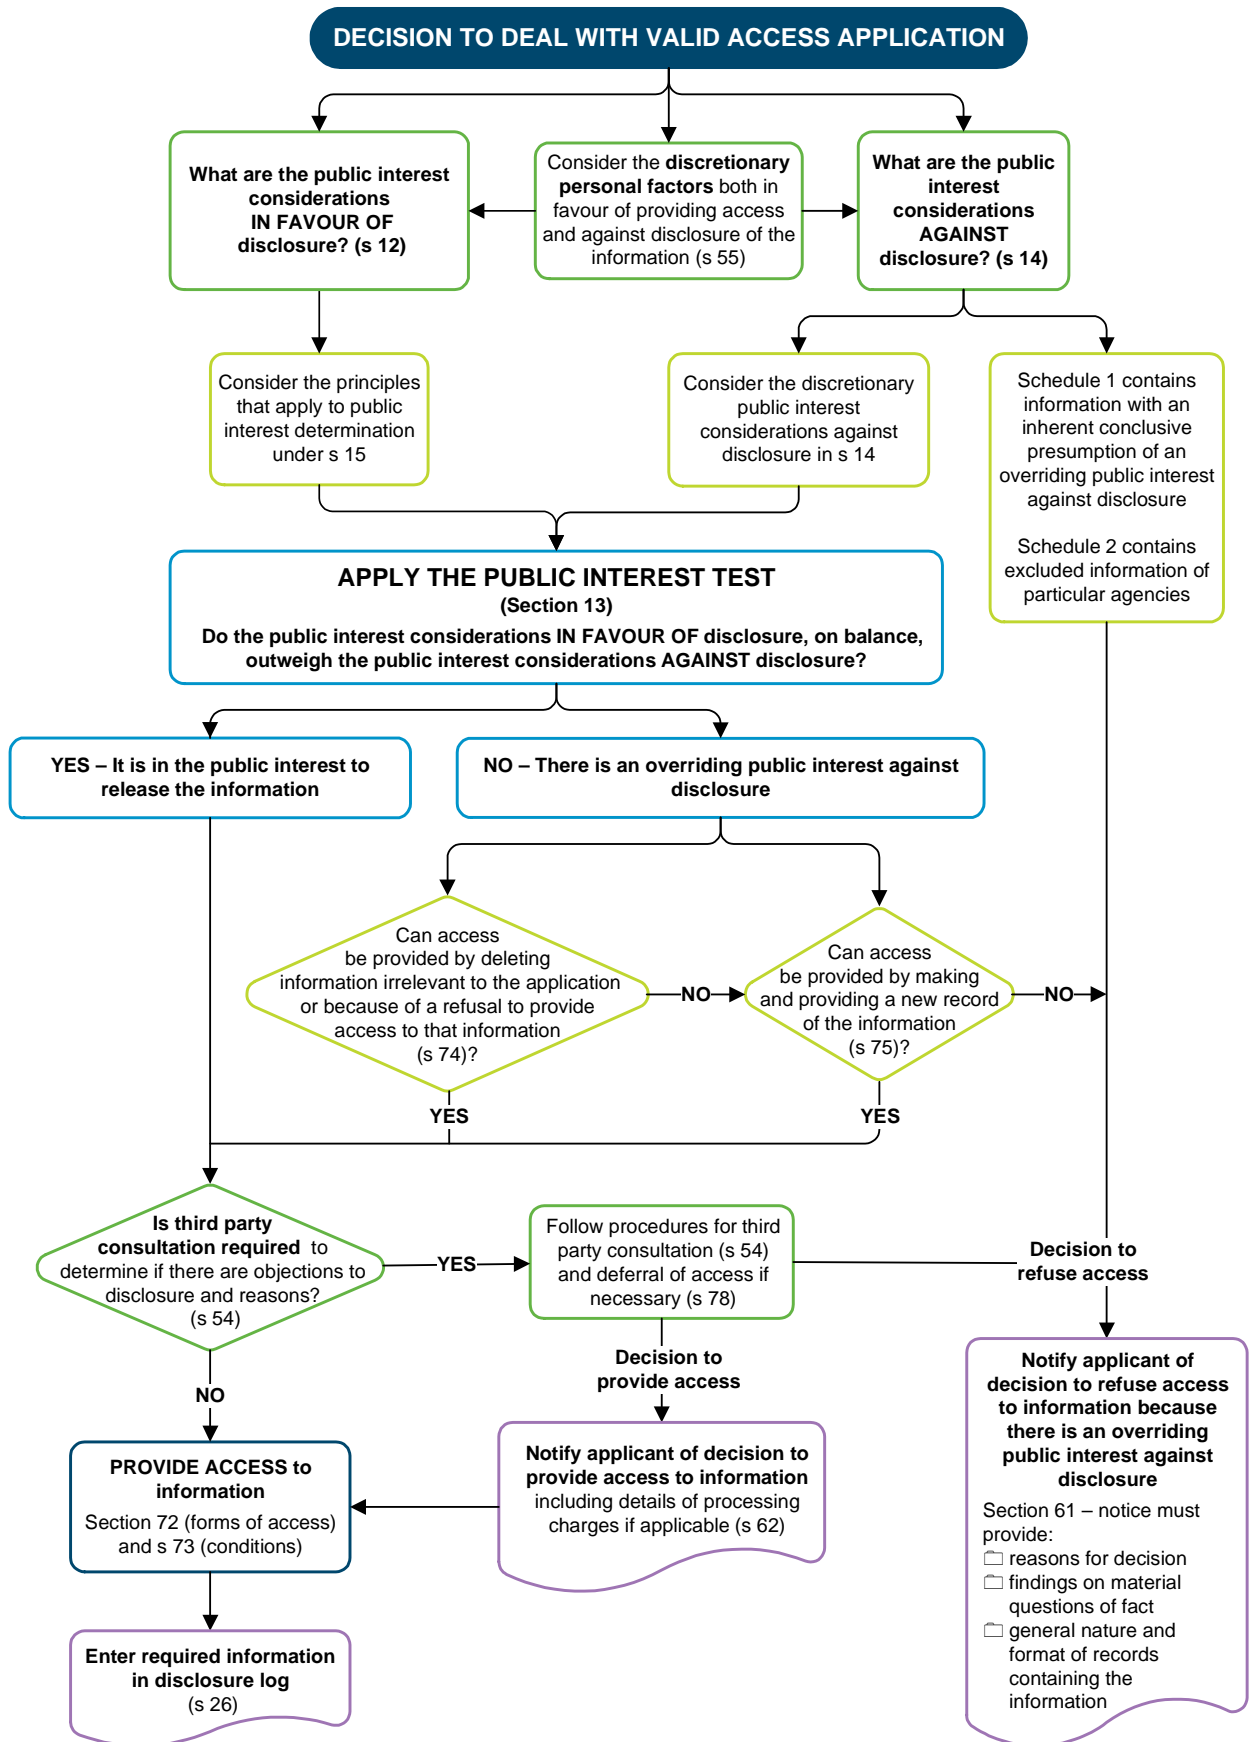 DECISION TO DEAL WITH VALID ACCESS APPLICATION
What are the public interest
considerations
IN FAVOUR OF
disclosure? (s 12)
Consider the discretionary
personal factors both in
favour of providing access
and against disclosure of the
information (s 55)
What are the public
interest
considerations
AGAINST
disclosure? (s 14)
Consider the principles
that apply to public
interest determination
under s 15
Consider the discretionary
public interest
considerations against
disclosure in s 14
Schedule 1 contains
information with an
inherent conclusive
presumption of an
overriding public interest
against disclosure
Schedule 2 contains
excluded information of
particular agencies
APPLY THE PUBLIC INTEREST TEST
(Section 13)
Do the public interest considerations IN FAVOUR OF disclosure, on balance,
outweigh the public interest considerations AGAINST disclosure?
YES – It is in the public interest to
release the information
NO – There is an overriding public interest against
disclosure
Can access
be provided by deleting
information irrelevant to the application
or because of a refusal to provide
access to that information
(s 74)?
NO
Can access
be provided by making
and providing a new record
of the information
(s 75)?
NO
YES
YES
Is third party
consultation required to
determine if there are objections to
disclosure and reasons?
(s 54)
YES
Follow procedures for third
party consultation (s 54)
and deferral of access if
necessary (s 78)
Decision to
refuse access
NO
Decision to
provide access
PROVIDE ACCESS to
information
Section 72 (forms of access)
and s 73 (conditions)
Notify applicant of decision to
provide access to information
including details of processing
charges if applicable (s 62)
Notify applicant of
decision to refuse access
to information because
there is an overriding
public interest against
disclosure
Section 61 – notice must
provide:
reasons for decision
findings on material
questions of fact
general nature and
format of records
containing the
information
Enter required information
in disclosure log
(s 26)